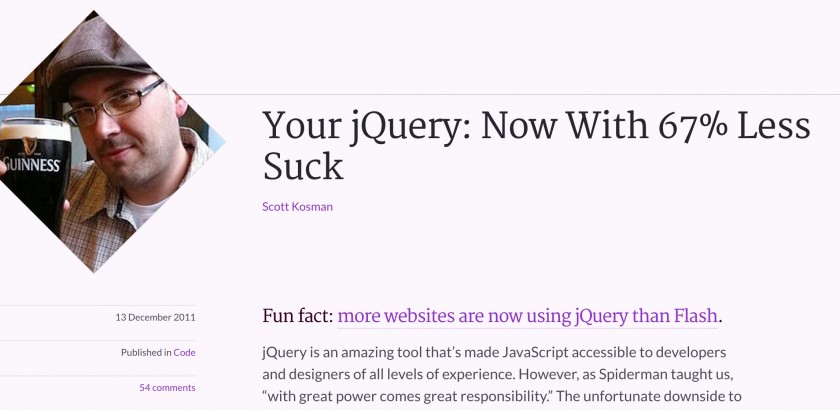 GUINNESS
Your jQuery: Now With 67% Less
Suck
Scott Kosman
13 December 2011
Published in Code
54 comments
Fun fact: more websites are now using jQuery than Flash.
jQuery is an amazing tool that’s made JavaScript accessible to developers
and designers of all levels of experience. However, as Spiderman taught us,
“with great power comes great responsibility.” The unfortunate downside to